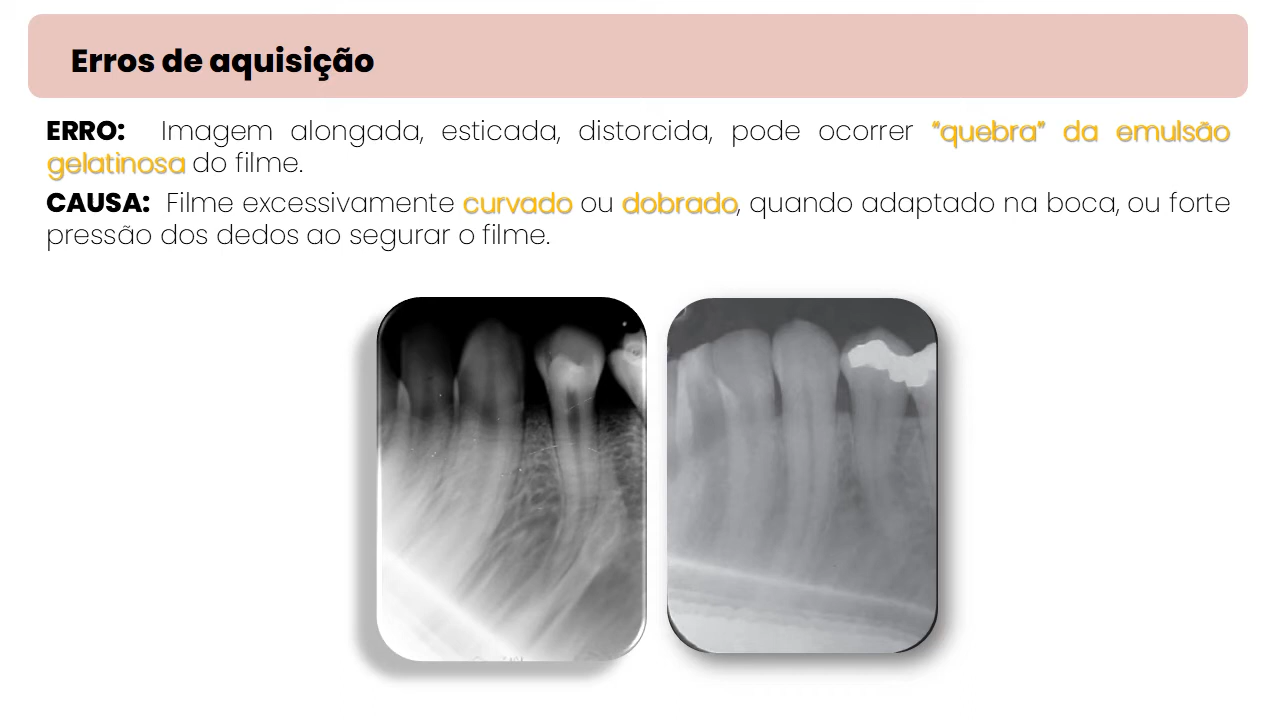 Erros de aquisição
ERRO: Imagem alongada, esticada, distorcida, pode ocorrer "quebra" da emulsão
gelatinosa do filme.
CAUSA: Filme excessivamente curvado ou dobrado, quando adaptado na boca, ou forte
pressão dos dedos ao segurar o filme.